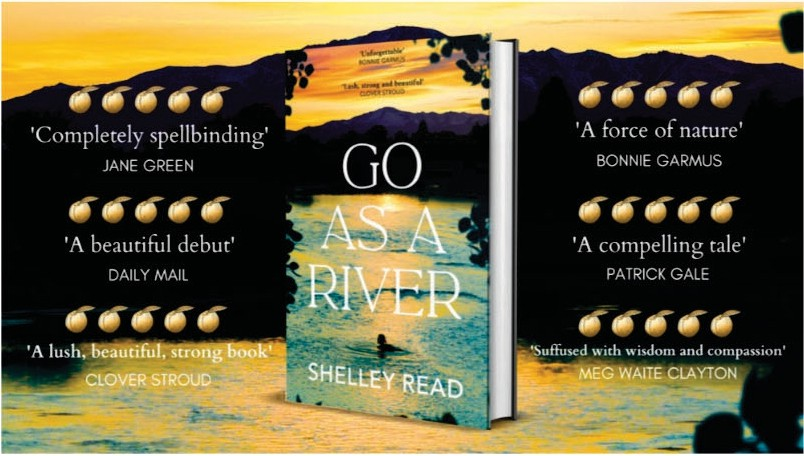 'Completely spellbinding'
JANE GREEN
'A beautiful debut'
DAILY MAIL
'A lush, beautiful, strong book'
CLOVER STROUD
'Unforgettable'
BONNIE GARMUS
'Lush, strong and beautiful'
CLOVER STROUD
GO
AS A
RIVER
SHELLEY READ
'A force of nature'
BONNIE GARMUS
'A compelling tale'
PATRICK GALE
'Suffused with wisdom and compassion'
MEG WAITE CLAYTON